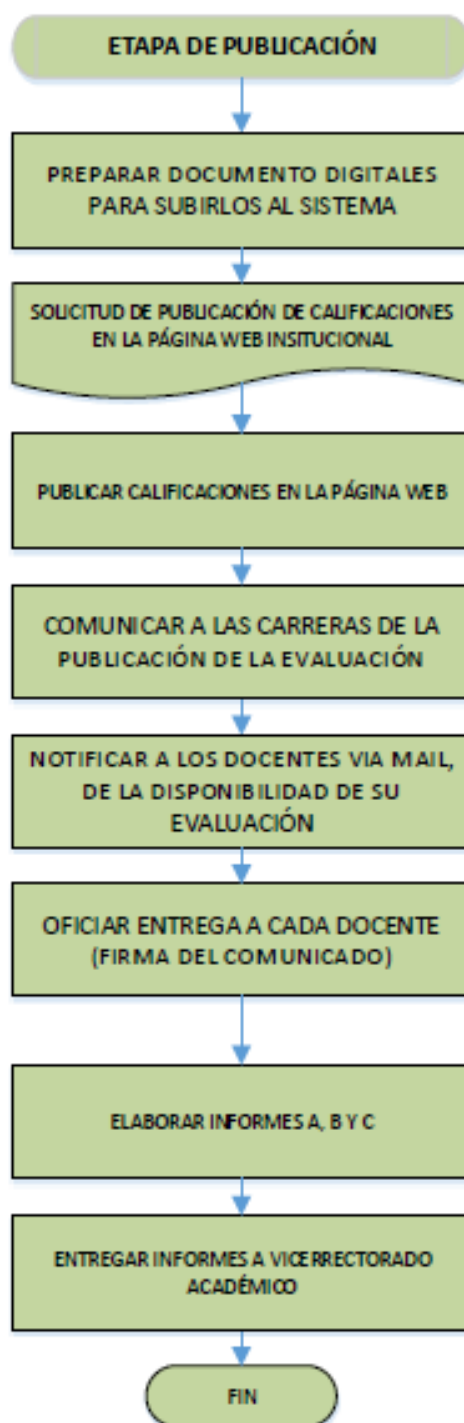 ETAPA DE PUBLICACIÓN
PREPARAR DOCUMENTO DIGITALES
PARA SUBIRLOS AL SISTEMA
SOLICITUD DE PUBLICACIÓN DE CALIFICACIONES
EN LA PÁGINA WEB INSITUCIONAL
PUBLICAR CALIFICACIONES EN LA PÁGINA WEB
COMUNICAR A LAS CARRERAS DE LA
PUBLICACIÓN DE LA EVALUACIÓN
NOTIFICAR A LOS DOCENTES VIA MAIL,
DE LA DISPONIBILIDAD DE SU
EVALUACIÓN
OFICIAR ENTREGA A CADA DOCENTE
(FIRMA DEL COMUNICADO)
ELABORAR INFORMES A, B Y C
ENTREGAR INFORMES A VICERRECTORADO
ACADÉMICO
FIN